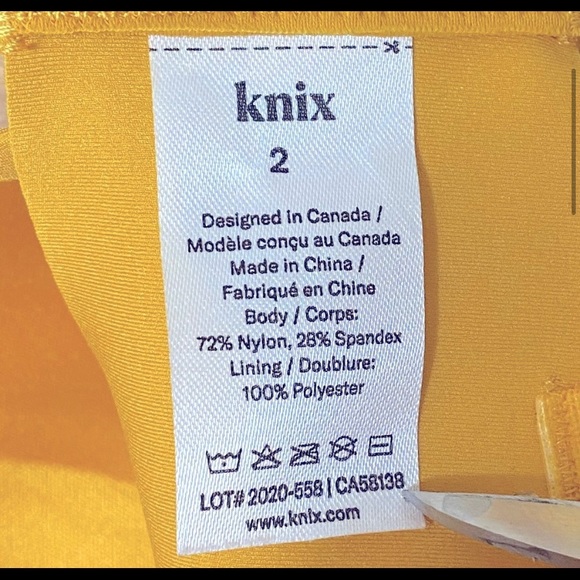 knix
2
Designed in Canada /
Modèle conçu au Canada
Made in China /
Fabriqué en Chine
Body / Corps:
72% Nylon, 28% Spandex
Lining / Doublure:
100% Polyester
LOT# 2020-558 | CA58138
www.knix.com